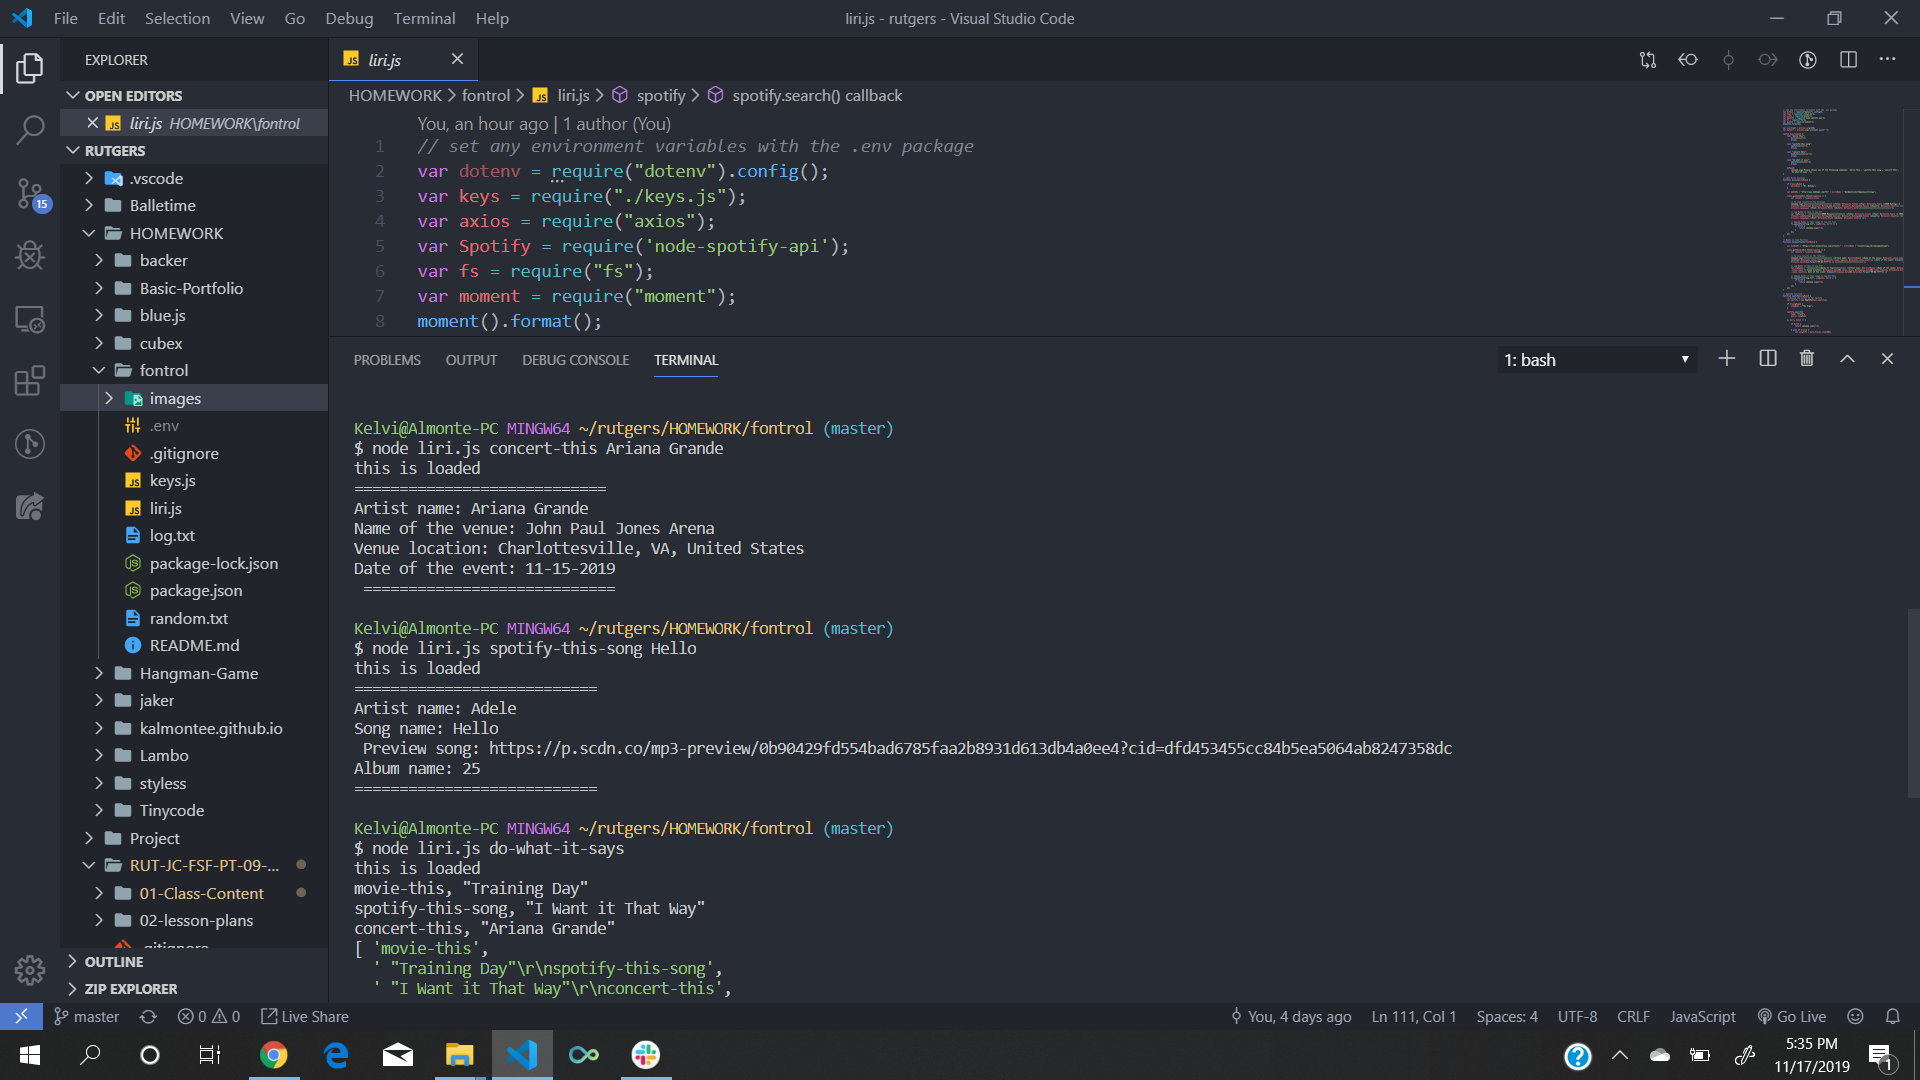 File Edit Selection View Go Debug Terminal Help
liri.js - rutgers - Visual Studio Code
EXPLORER
OPEN EDITORS
liri.js HOMEWORK\fontrol
RUTGERS
.vscode
Balletime
HOMEWORK
backer
Basic-Portfolio
blue.js
cubex
fontrol
images
.env
.gitignore
keys.js
liri.js
log.txt
package-lock.json
package.json
random.txt
README.md
Hangman-Game
jaker
kalmontee.github.io
Lambo
styless
Tinycode
Project
RUT-JC-FSF-PT-09-...
01-Class-Content
02-lesson-plans
.gitignore
OUTLINE
ZIP EXPLORER
15
liri.js
HOMEWORK > fontrol > liri.js > spotify > spotify.search() callback
You, an hour ago | 1 author (You)
1 // set any environment variables with the .env package
2 var dotenv = require("dotenv").config();
3 var keys = require("./keys.js");
4 var axios = require("axios");
5 var Spotify = require('node-spotify-api');
6 var fs = require("fs");
7 var moment = require("moment");
8 moment().format();
PROBLEMS OUTPUT DEBUG CONSOLE TERMINAL
1: bash
Kelvi@Almonte-PC MINGW64 ~/rutgers/HOMEWORK/fontrol (master)
$ node liri.js concert-this Ariana Grande
this is loaded
============================
Artist name: Ariana Grande
Name of the venue: John Paul Jones Arena
Venue location: Charlottesville, VA, United States
Date of the event: 11-15-2019
============================
Kelvi@Almonte-PC MINGW64 ~/rutgers/HOMEWORK/fontrol (master)
$ node liri.js spotify-this-song Hello
this is loaded
===========================
Artist name: Adele
Song name: Hello
Preview song: https://p.scdn.co/mp3-preview/0b90429fd554bad6785faa2b8931d613db4a0ee4?cid=dfd453455cc84b5ea5064ab8247358dc
Album name: 25
===========================
Kelvi@Almonte-PC MINGW64 ~/rutgers/HOMEWORK/fontrol (master)
$ node liri.js do-what-it-says
this is loaded
movie-this, "Training Day"
spotify-this-song, "I Want it That Way"
concert-this, "Ariana Grande"
[ 'movie-this',
' "Training Day"\r\nspotify-this-song',
' "I Want it That Way"\r\nconcert-this',
master 0 0 Live Share
You, 4 days ago Ln 111, Col 1 Spaces: 4 UTF-8 CRLF JavaScript Go Live
5:35 PM
11/17/2019
1